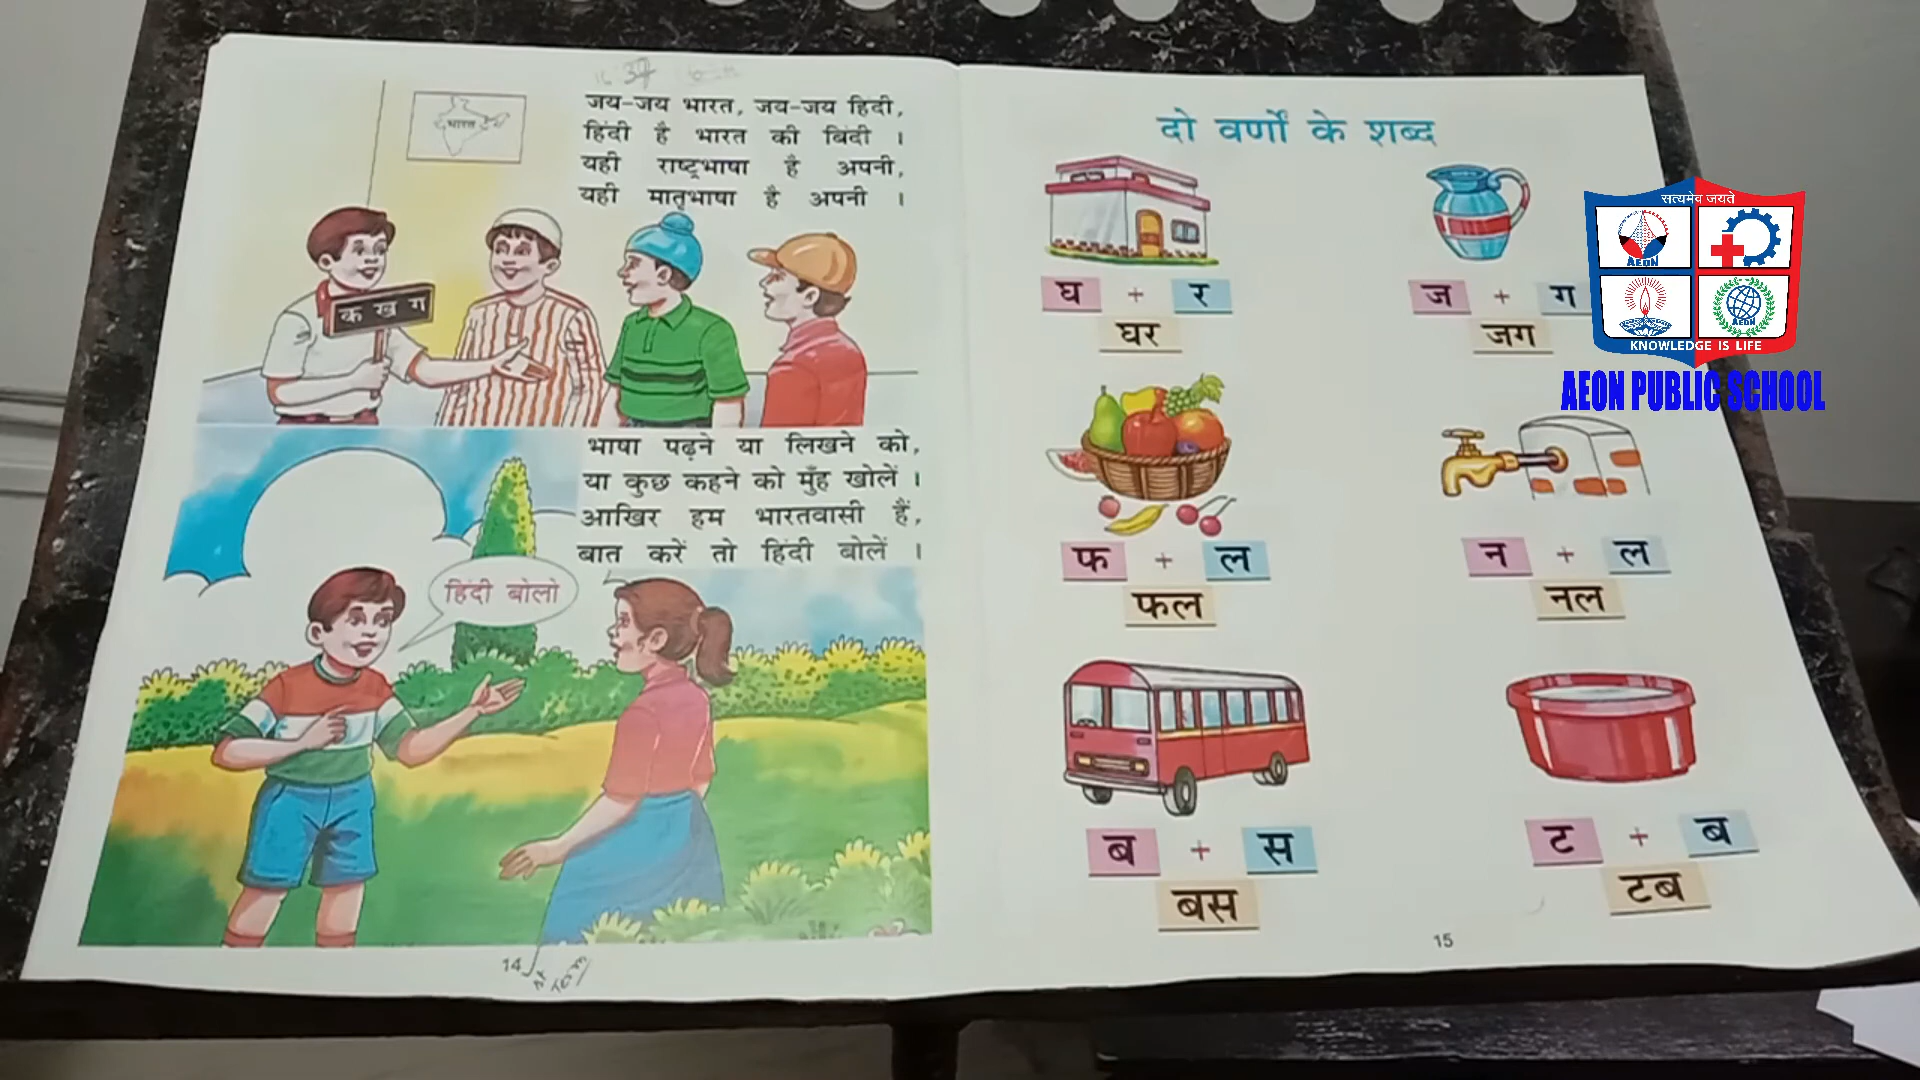 जय-जय भारत, जय-जय हिंदी,
हिंदी है भारत की बिंदी ।
यही राष्ट्रभाषा है अपनी,
यही मातृभाषा है अपनी ।
भारत
क ख ग
भाषा पढ़ने या लिखने को,
या कुछ कहने को मुँह खोलें ।
आखिर हम भारतवासी हैं,
बात करें तो हिंदी बोलें ।
हिंदी बोलो
14
दो वर्णों के शब्द
घ + र
घर
ज + ग
जग
फ + ल
फल
न + ल
नल
ब + स
बस
ट + ब
टब
15
सत्यमेव जयते
AEON
AEON
KNOWLEDGE IS LIFE
AEON PUBLIC SCHOOL